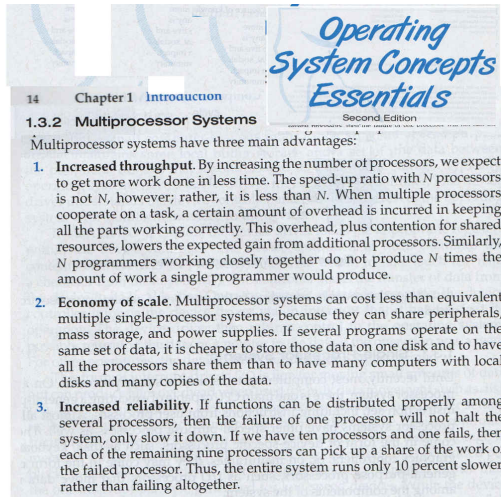 Operating
System Concepts
Essentials
Second Edition
14 Chapter 1 Introduction
1.3.2 Multiprocessor Systems
Multiprocessor systems have three main advantages:
1. Increased throughput. By increasing the number of processors, we expect
to get more work done in less time. The speed-up ratio with N processors
is not N, however; rather, it is less than N. When multiple processors
cooperate on a task, a certain amount of overhead is incurred in keeping
all the parts working correctly. This overhead, plus contention for shared
resources, lowers the expected gain from additional processors. Similarly,
N programmers working closely together do not produce N times the
amount of work a single programmer would produce.
2. Economy of scale. Multiprocessor systems can cost less than equivalent
multiple single-processor systems, because they can share peripherals,
mass storage, and power supplies. If several programs operate on the
same set of data, it is cheaper to store those data on one disk and to have
all the processors share them than to have many computers with local
disks and many copies of the data.
3. Increased reliability. If functions can be distributed properly among
several processors, then the failure of one processor will not halt the
system, only slow it down. If we have ten processors and one fails, then
each of the remaining nine processors can pick up a share of the work o
the failed processor. Thus, the entire system runs only 10 percent slower
rather than failing altogether.